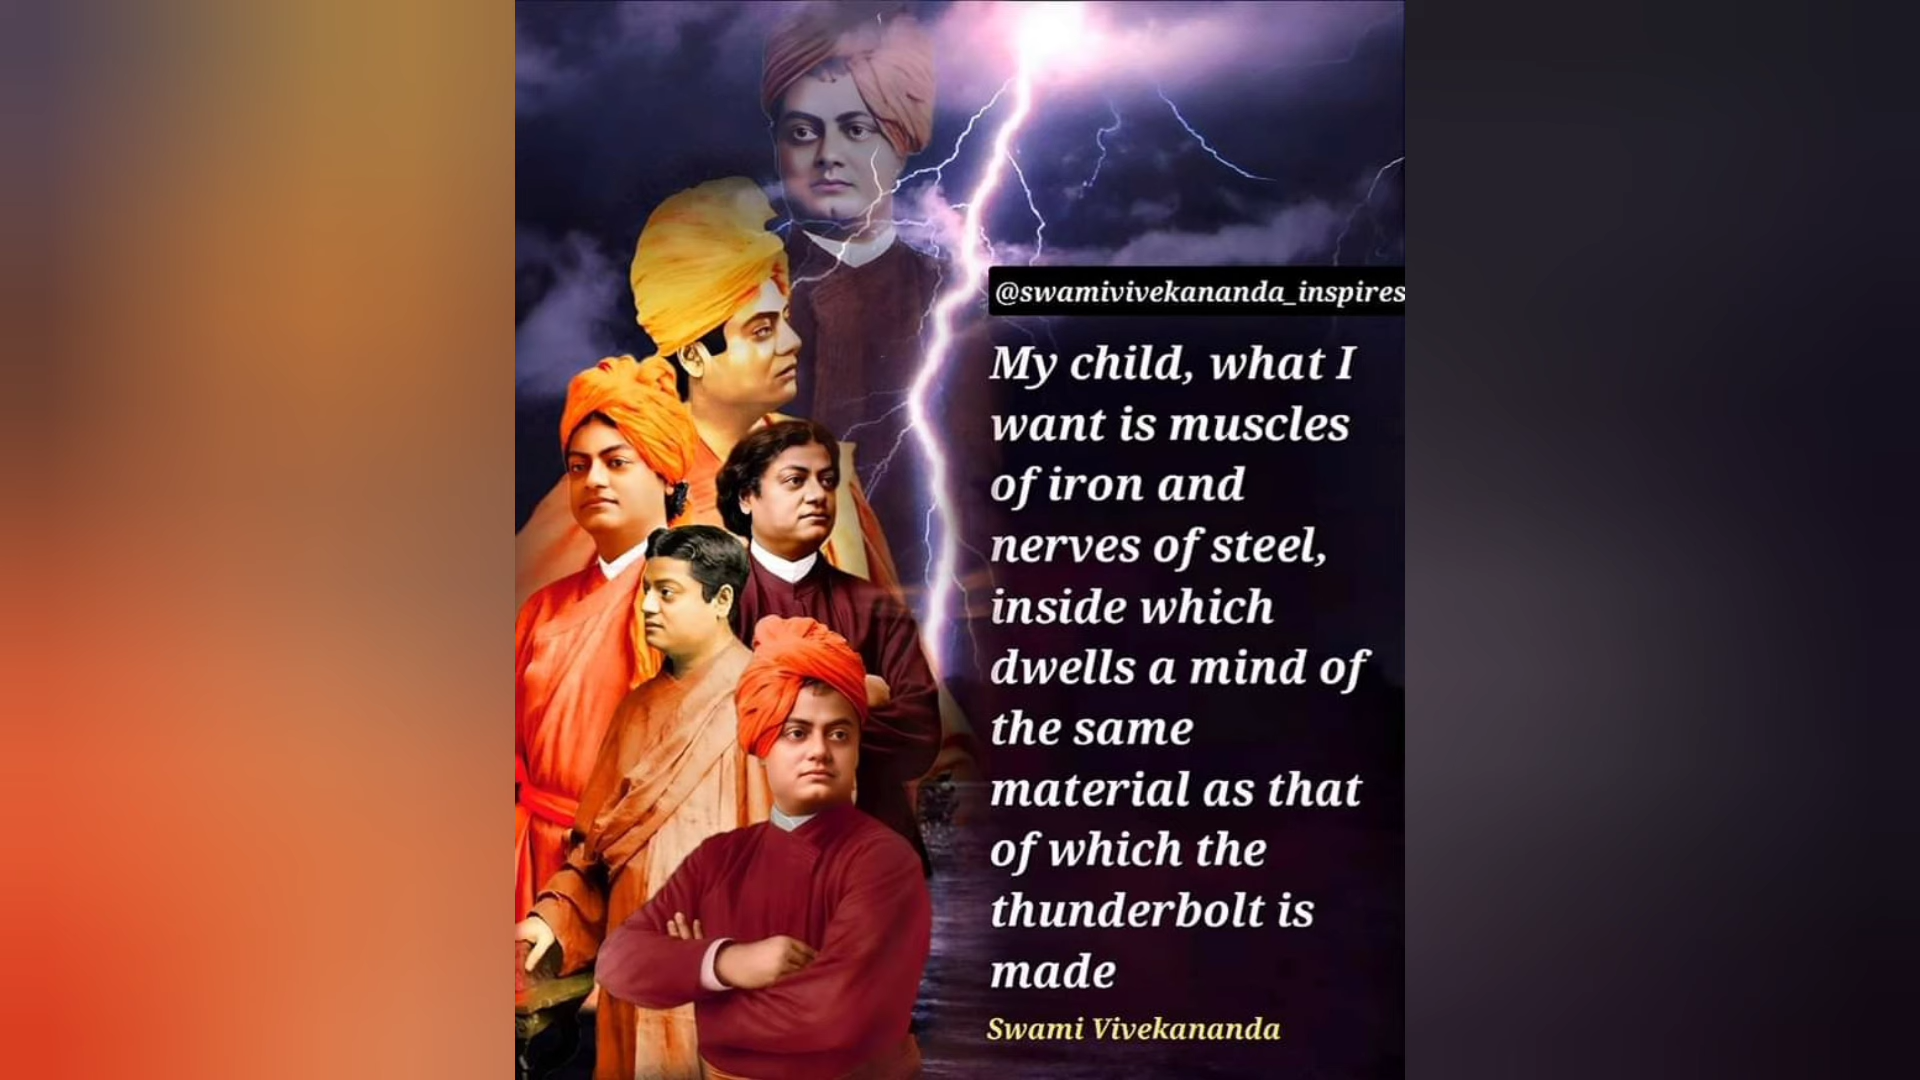 @swamivivekananda_inspires
My child, what I
want is muscles
of iron and
nerves of steel,
inside which
dwells a mind of
the same
material as that
of which the
thunderbolt is
made
Swami Vivekananda